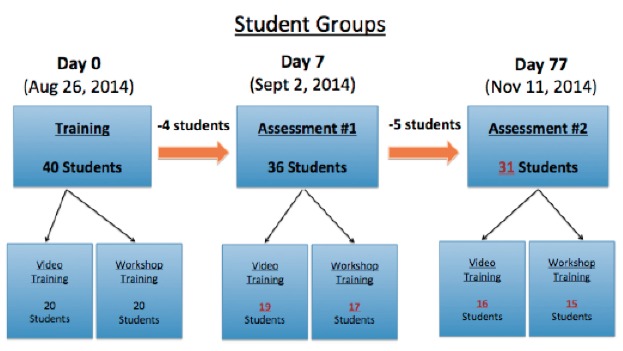 Student Groups
Day 0
(Aug 26, 2014)
Day 7
(Sept 2, 2014)
Day 77
(Nov 11, 2014)
Training
40 Students
-4 students
Assessment #1
36 Students
-5 students
Assessment #2
31 Students
Video
Training
20
Students
Workshop
Training
20
Students
Video
Training
19
Students
Workshop
Training
17
Students
Video
Training
16
Students
Workshop
Training
15
Students